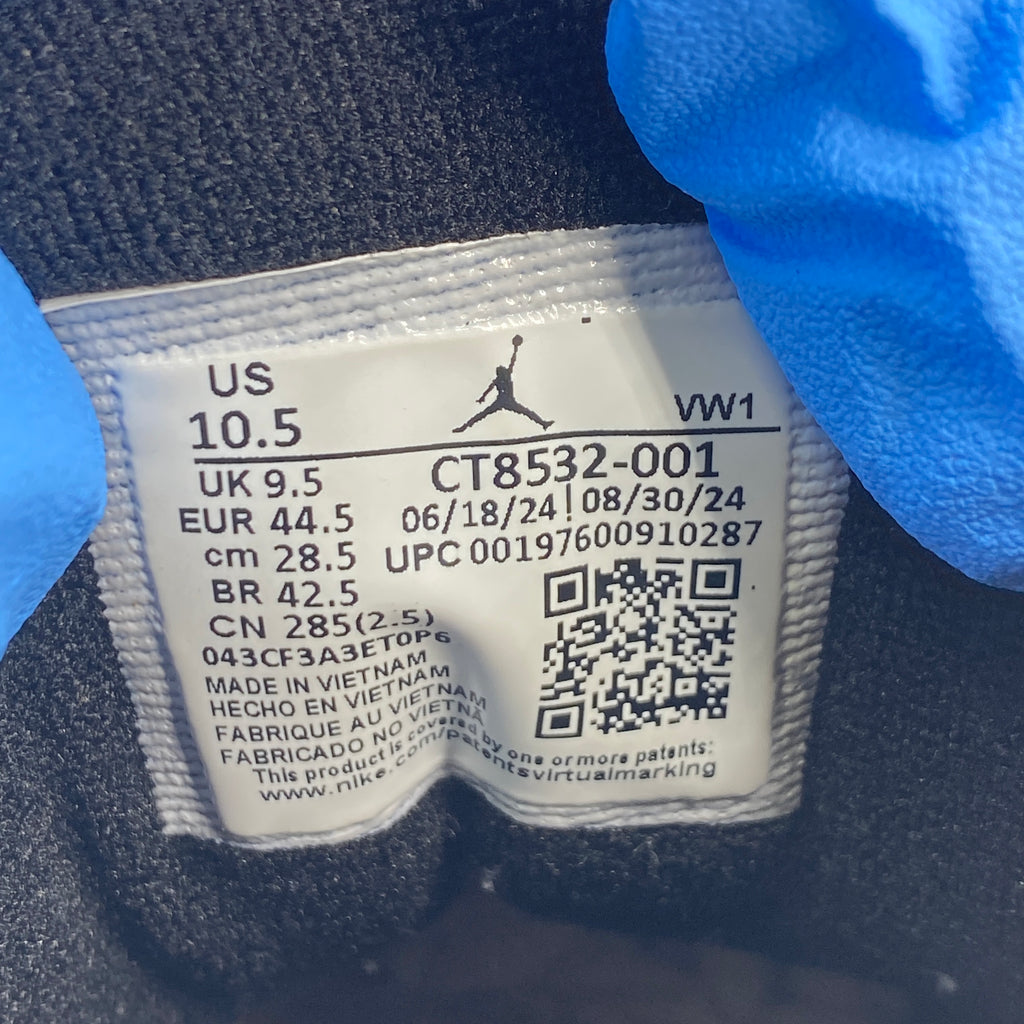 US
10.5
VW1
UK 9.5
CT8532-001
EUR 44.5
06/18/24 | 08/30/24
cm 28.5
UPC 00197600910287
BR 42.5
CN 285(2.5)
043CF3A3ET0P6
MADE IN VIETNAM
HECHO EN VIETNAM
FABRIQUE AU VIETNAM
FABRICADO NO VIETNÃ
This product is covered by one or more patents:
www.nike.com/patentsvirtualmarking